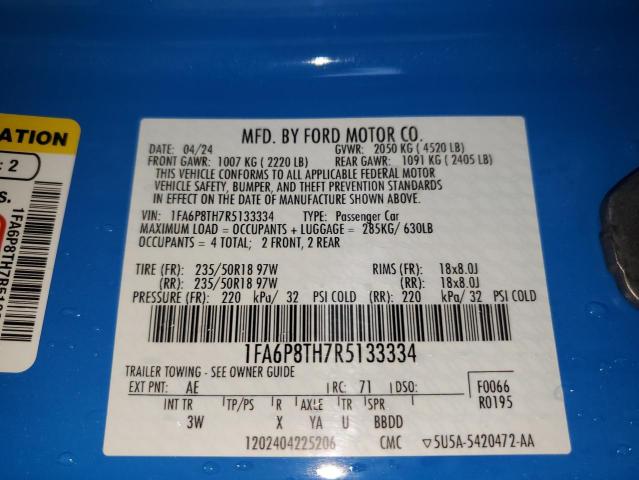 ATION
: 2
S.
MFD. BY FORD MOTOR CO.
DATE: 04/24 GVWR: 2050 KG ( 4520 LB)
FRONT GAWR: 1007 KG ( 2220 LB) REAR GAWR: 1091 KG ( 2405 LB)
THIS VEHICLE CONFORMS TO ALL APPLICABLE FEDERAL MOTOR
VEHICLE SAFETY, BUMPER, AND THEFT PREVENTION STANDARDS
IN EFFECT ON THE DATE OF MANUFACTURE SHOWN ABOVE.
VIN: 1FA6P8TH7R5133334 TYPE: Passenger Car
MAXIMUM LOAD = OCCUPANTS + LUGGAGE = 285KG/ 630LB
OCCUPANTS = 4 TOTAL; 2 FRONT, 2 REAR
TIRE (FR): 235/50R18 97W RIMS (FR): 18x8.0J
(RR): 235/50R18 97W (RR): 18x8.0J
PRESSURE (FR): 220 kPa/ 32 PSI COLD (RR): 220 kPa/ 32 PSI COLD
1FA6P8TH7R5133334
TRAILER TOWING - SEE OWNER GUIDE
EXT PNT: AE RC: 71 DSO: F0066
INT TR TP/PS R AXLE TR SPR R0195
3W X YA U BBDD
1202404225206 CMC ▽5U5A-5420472-AA